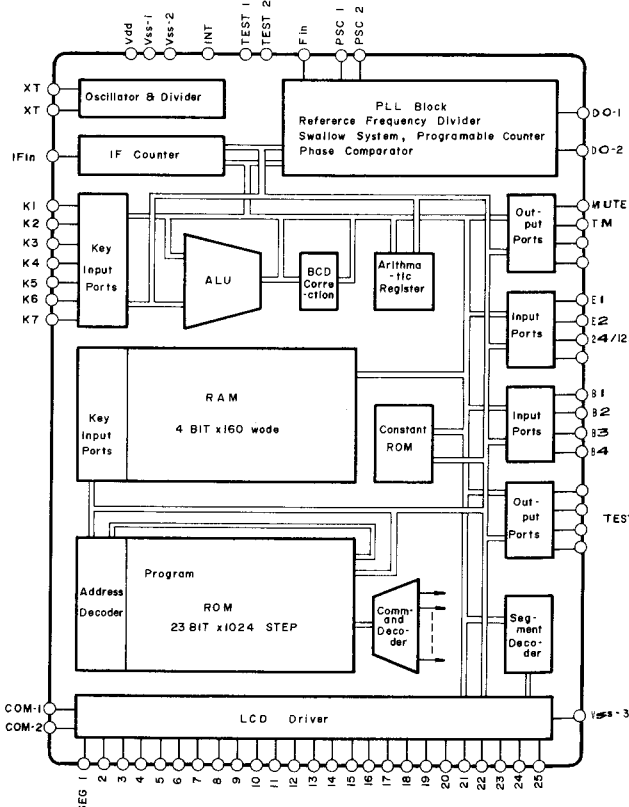 Vdd
Vss-1
Vss-2
INT
TEST 1
TEST 2
Fin
PSC 1
PSC 2
XT
XT
Oscillator & Divider
PLL Block
Reference Frequency Divider
Swallow System, Programable Counter
Phase Comparator
DO-1
DO-2
IFin
IF Counter
K1
K2
K3
K4
K5
K6
K7
Key
Input
Ports
ALU
BCD
Corre
-ction
Arithma
-tic
Register
Out-
put
Ports
MUTE
TM
Input
Ports
E1
E2
24/12
Key
Input
Ports
RAM
4 BIT x160 wode
Constant
ROM
Input
Ports
B1
B2
B3
B4
Out-
put
Ports
TEST
Address
Decoder
Program
ROM
23 BIT x1024 STEP
Comm-
and
Deco-
der
Seg-
ment
Deco-
der
COM-1
COM-2
LCD Driver
Vss-3
SEG 1
2
3
4
5
6
7
8
9
10
11
12
13
14
15
16
17
18
19
20
21
22
23
24
25